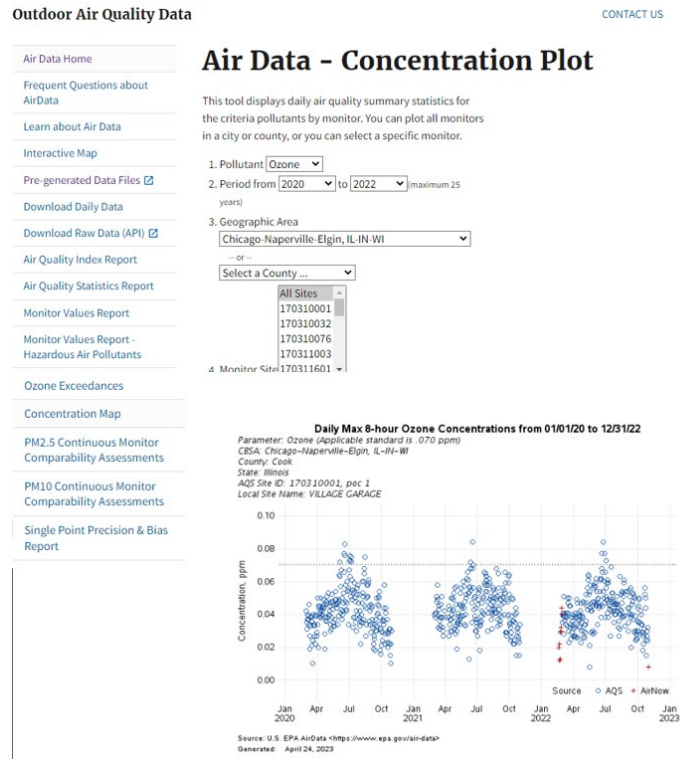 Outdoor Air Quality Data
CONTACT US
Air Data Home
Frequent Questions about
AirData
Learn about Air Data
Interactive Map
Pre-generated Data Files
Download Daily Data
Download Raw Data (API)
Air Quality Index Report
Air Quality Statistics Report
Monitor Values Report
Monitor Values Report -
Hazardous Air Pollutants
Ozone Exceedances
Concentration Map
PM2.5 Continuous Monitor
Comparability Assessments
PM10 Continuous Monitor
Comparability Assessments
Single Point Precision & Bias
Report
Air Data - Concentration Plot
This tool displays daily air quality summary statistics for
the criteria pollutants by monitor. You can plot all monitors
in a city or county, or you can select a specific monitor.
1. Pollutant Ozone
2. Period from 2020 to 2022 (maximum 25
years)
3. Geographic Area
Chicago-Naperville-Elgin, IL-IN-WI
-- or --
Select a County ...
All Sites
170310001
170310032
170310076
170311003
4. Monitor Site 170311601
Daily Max 8-hour Ozone Concentrations from 01/01/20 to 12/31/22
Parameter: Ozone (Applicable standard is .070 ppm)
CBSA: Chicago-Naperville-Elgin, IL-IN-WI
County: Cook
State: Illinois
AQS Site ID: 170310001, poc 1
Local Site Name: VILLAGE GARAGE
Concentration, ppm
0.10
0.08
0.06
0.04
0.02
0.00
Source AQS + AirNow
Jan Apr Jul Oct Jan Apr Jul Oct Jan Apr Jul Oct Jan
2020 2021 2022 2023
Source: U.S. EPA AirData <https://www.epa.gov/air-data>
Generated: April 24, 2023